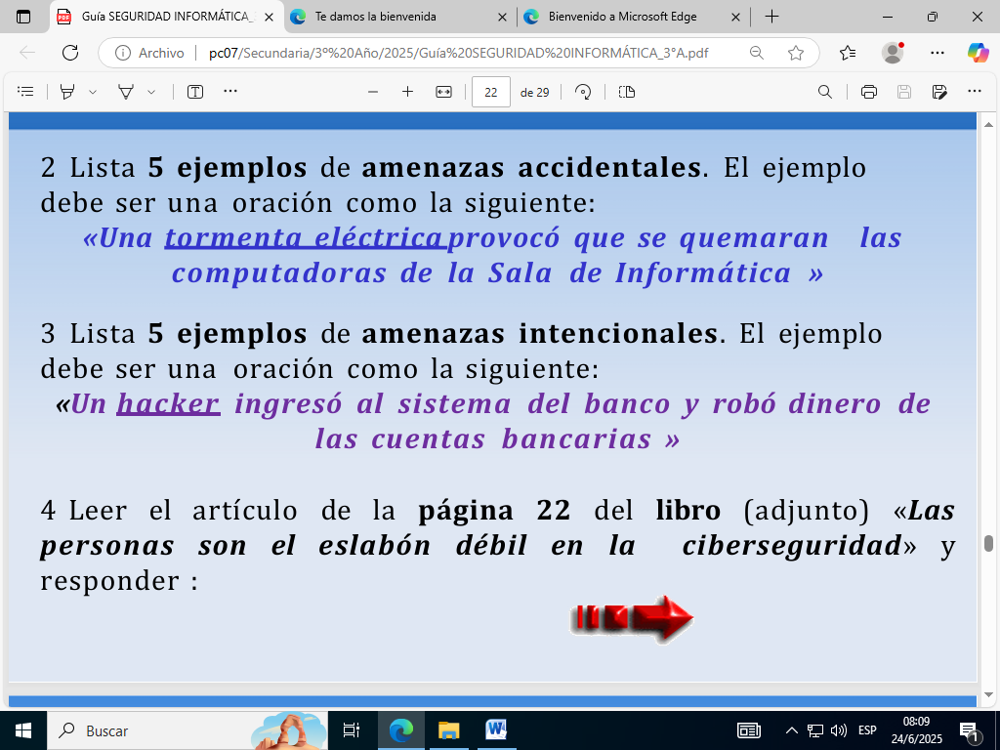 Guía SEGURIDAD INFORMÁTICA_
Te damos la bienvenida
Bienvenido a Microsoft Edge
Archivo
pc07/Secundaria/3º%20Año/2025/Guía%20SEGURIDAD%20INFORMÁTICA_3°A.pdf
22 de 29
2 Lista 5 ejemplos de amenazas accidentales. El ejemplo
debe ser una oración como la siguiente:
«Una tormenta eléctrica provocó que se quemaran las
computadoras de la Sala de Informática »
3 Lista 5 ejemplos de amenazas intencionales. El ejemplo
debe ser una oración como la siguiente:
«Un hacker ingresó al sistema del banco y robó dinero de
las cuentas bancarias »
4 Leer el artículo de la página 22 del libro (adjunto) «Las
personas son el eslabón débil en la ciberseguridad» y
responder :
Buscar
ESP
08:09
24/6/2025
1